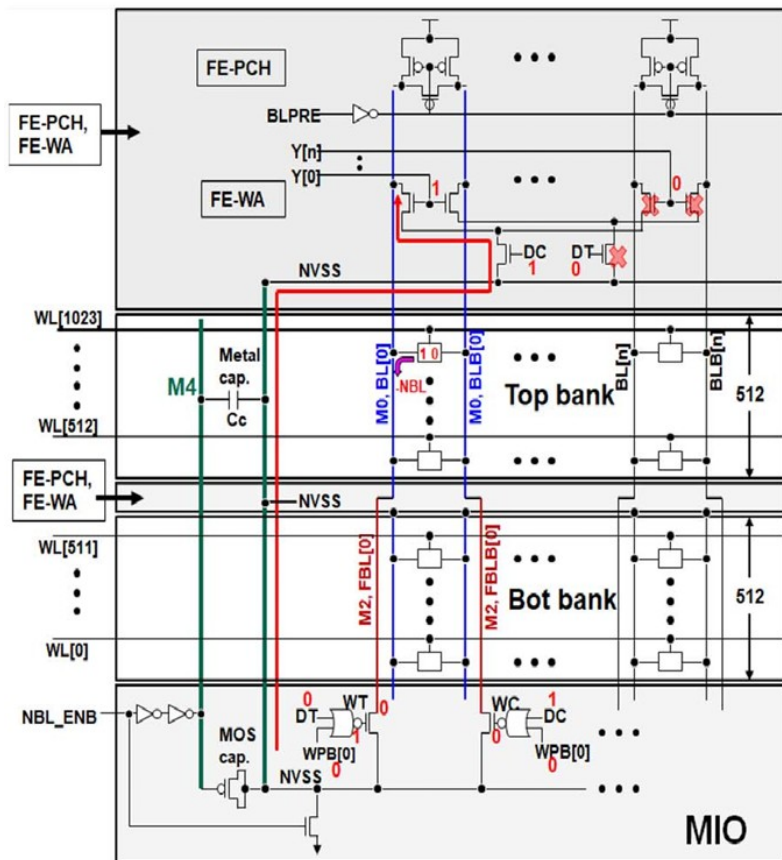 FE-PCH
BLPRE
FE-PCH,
FE-WA
Y[n]
Y[0]
1
0
FE-WA
DC
1
DT
0
NVSS
WL[1023]
Metal
cap.
M4
Cc
M0, BL[0]
1 0
-NBL
M0, BLB[0]
BL[n]
BLB[n]
Top bank
512
WL[512]
FE-PCH,
FE-WA
NVSS
WL[511]
M2, FBL[0]
M2, FBLB[0]
Bot bank
512
WL[0]
NBL_ENB
MOS
cap.
0
DT
WPB[0]
0
WT
0
1
WC
0
1
DC
WPB[0]
0
NVSS
MIO